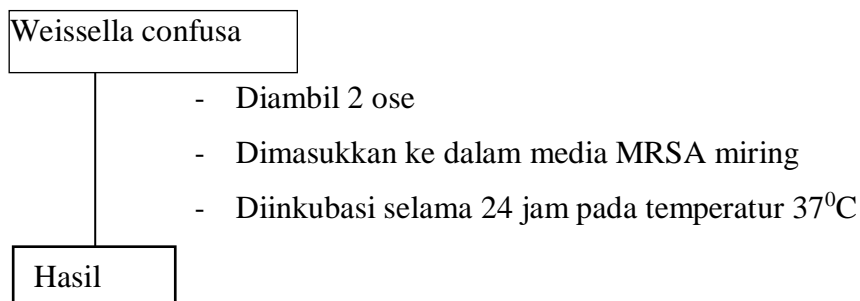 Weissella confusa
- Diambil 2 ose
- Dimasukkan ke dalam media MRSA miring
- Diinkubasi selama 24 jam pada temperatur 37⁰C
Hasil